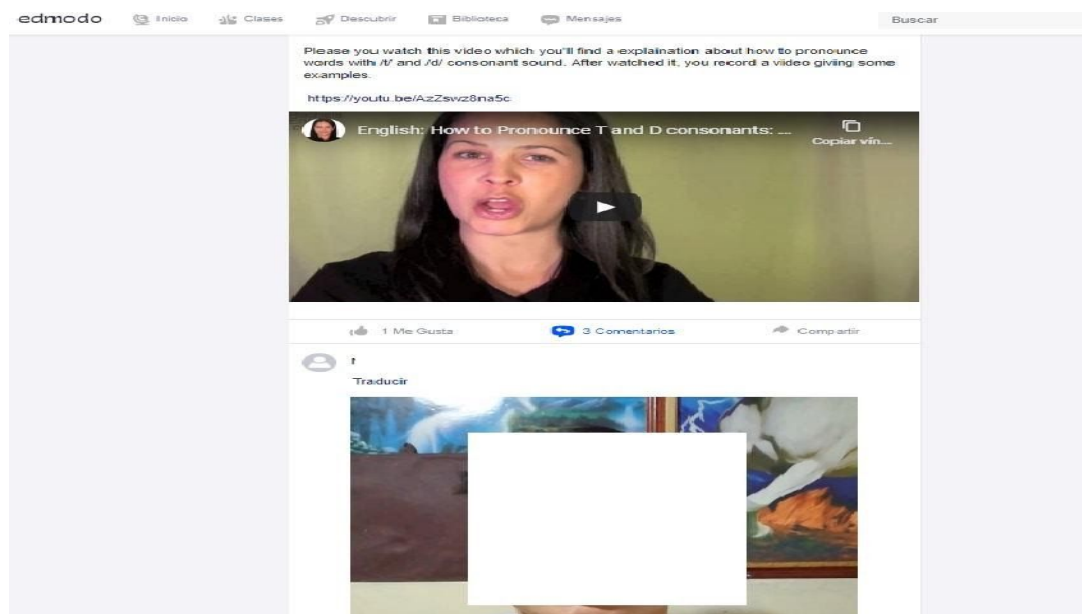 edmodo Inicio Clases Descubrir Biblioteca Mensajes Buscar
Please you watch this video which you'll find a explaination about how to pronounce
words with /t/ and /d/ consonant sound. After watched it, you record a video giving some
examples.
https://youtu.be/AzZswz8na5c
English: How to Pronounce T and D consonants: ...
Copiar vín...
1 Me Gusta 3 Comentarios Compartir
Traducir